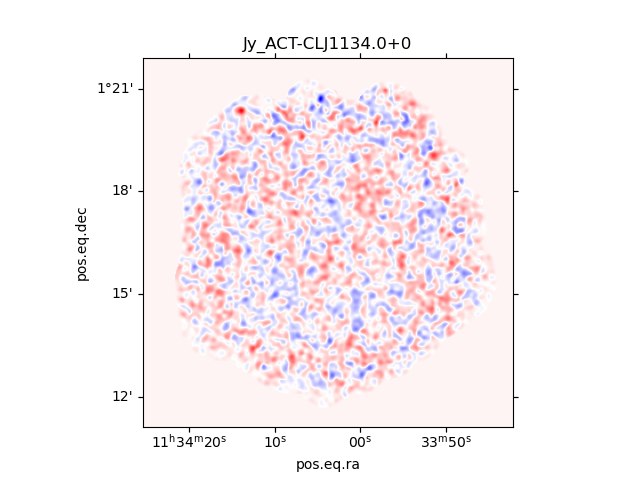 Jy_ACT-CLJ1134.0+0
1°21'
18'
15'
12'
pos.eq.dec
11ʰ34ᵐ20ˢ 10ˢ 00ˢ 33ᵐ50ˢ
pos.eq.ra